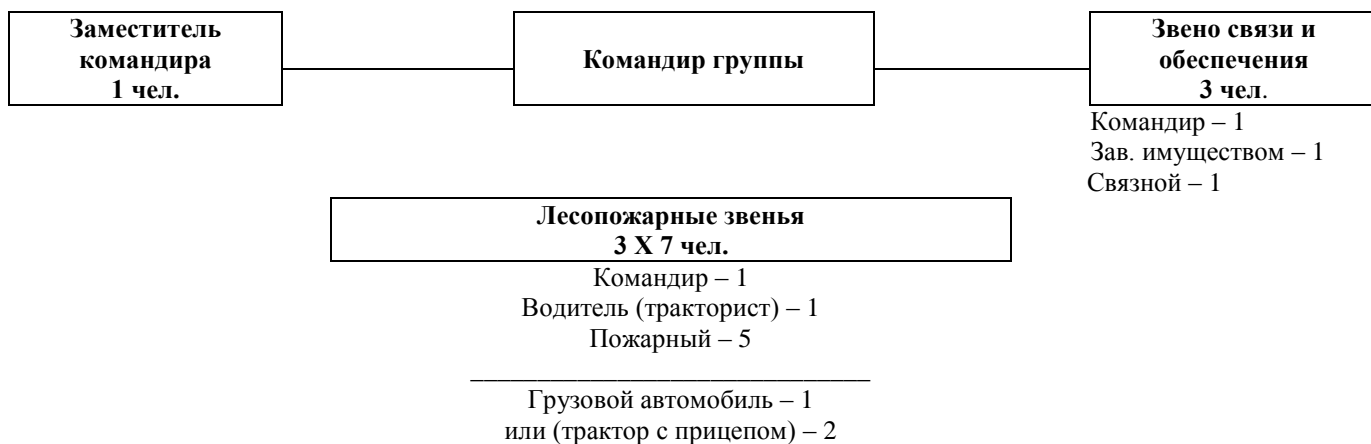 Заместитель
командира
1 чел.
Командир группы
Звено связи и
обеспечения
3 чел.
Командир – 1
Зав. имуществом – 1
Связной – 1
Лесопожарные звенья
3 Х 7 чел.
Командир – 1
Водитель (тракторист) – 1
Пожарный – 5
Грузовой автомобиль – 1
или (трактор с прицепом) – 2